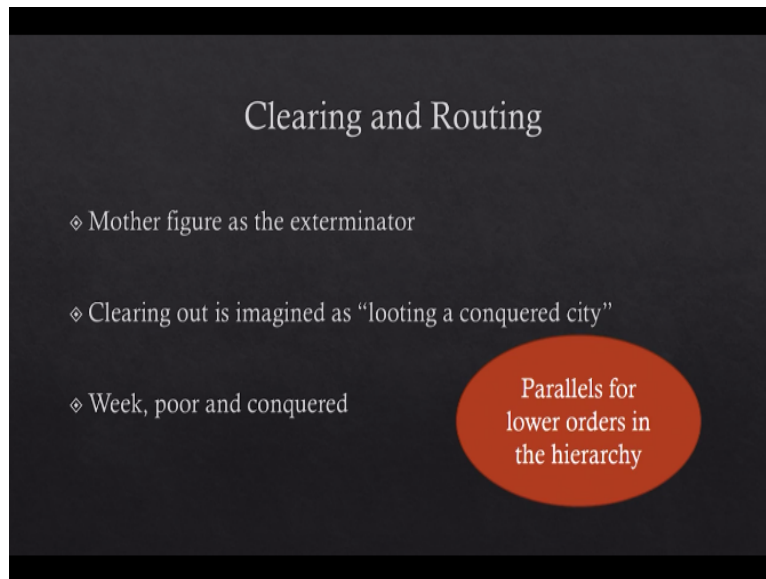 Clearing and Routing
Mother figure as the exterminator
Clearing out is imagined as “looting a conquered city”
Week, poor and conquered
Parallels for
lower orders in
the hierarchy